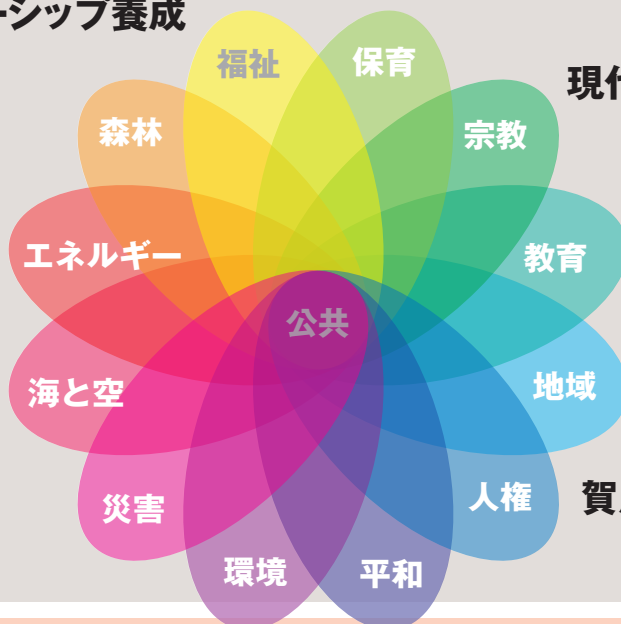 ーシップ養成
福祉
保育
現代
森林
宗教
エネルギー
教育
公共
海と空
地域
災害
人権
賀
環境
平和